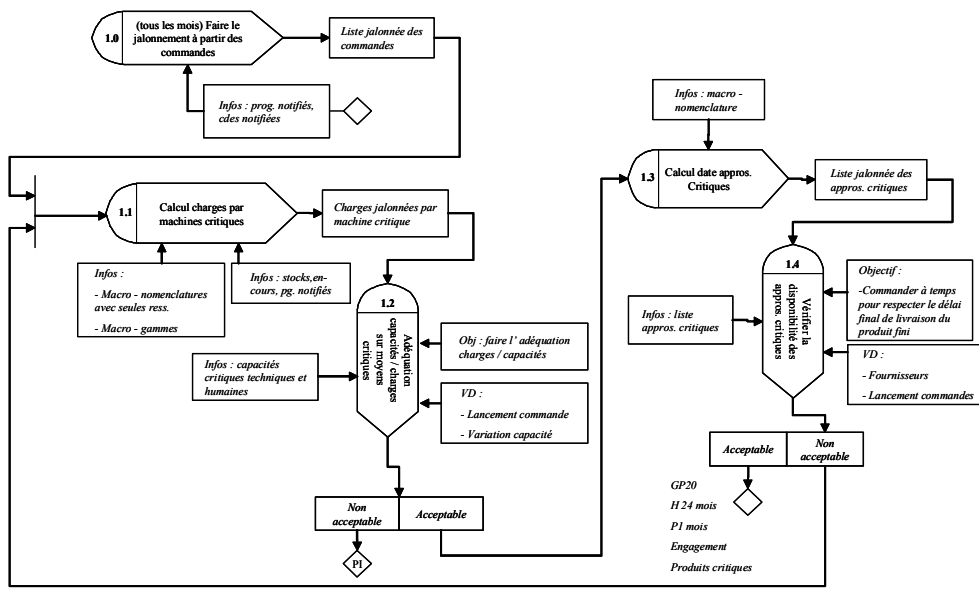 1.0
(tous les mois) Faire le
jalonnement à partir des
commandes
Liste jalonnée des
commandes
Infos : prog. notifiés,
cdes notifiées
1.1
Calcul charges par
machines critiques
Charges jalonnées par
machine critique
Infos :
- Macro - nomenclatures
avec seules ress.
- Macro - gammes
Infos : stocks,en-
cours, pg. notifiés
1.2
Adéquation
capacités / charges
sur moyens
critiques
Infos : capacités
critiques techniques et
humaines
Obj : faire l' adéquation
charges / capacités
VD :
- Lancement commande
- Variation capacité
Non
acceptable
Acceptable
PI
Infos : macro -
nomenclature
1.3
Calcul date appros.
Critiques
Liste jalonnée des
appros. critiques
1.4
Vérifier la
disponibilité des
appros. critiques
Infos : liste
appros. critiques
Objectif :
-Commander à temps
pour respecter le délai
final de livraison du
produit fini
VD :
- Fournisseurs
- Lancement commandes
Acceptable
Non
acceptable
GP20
H 24 mois
P1 mois
Engagement
Produits critiques